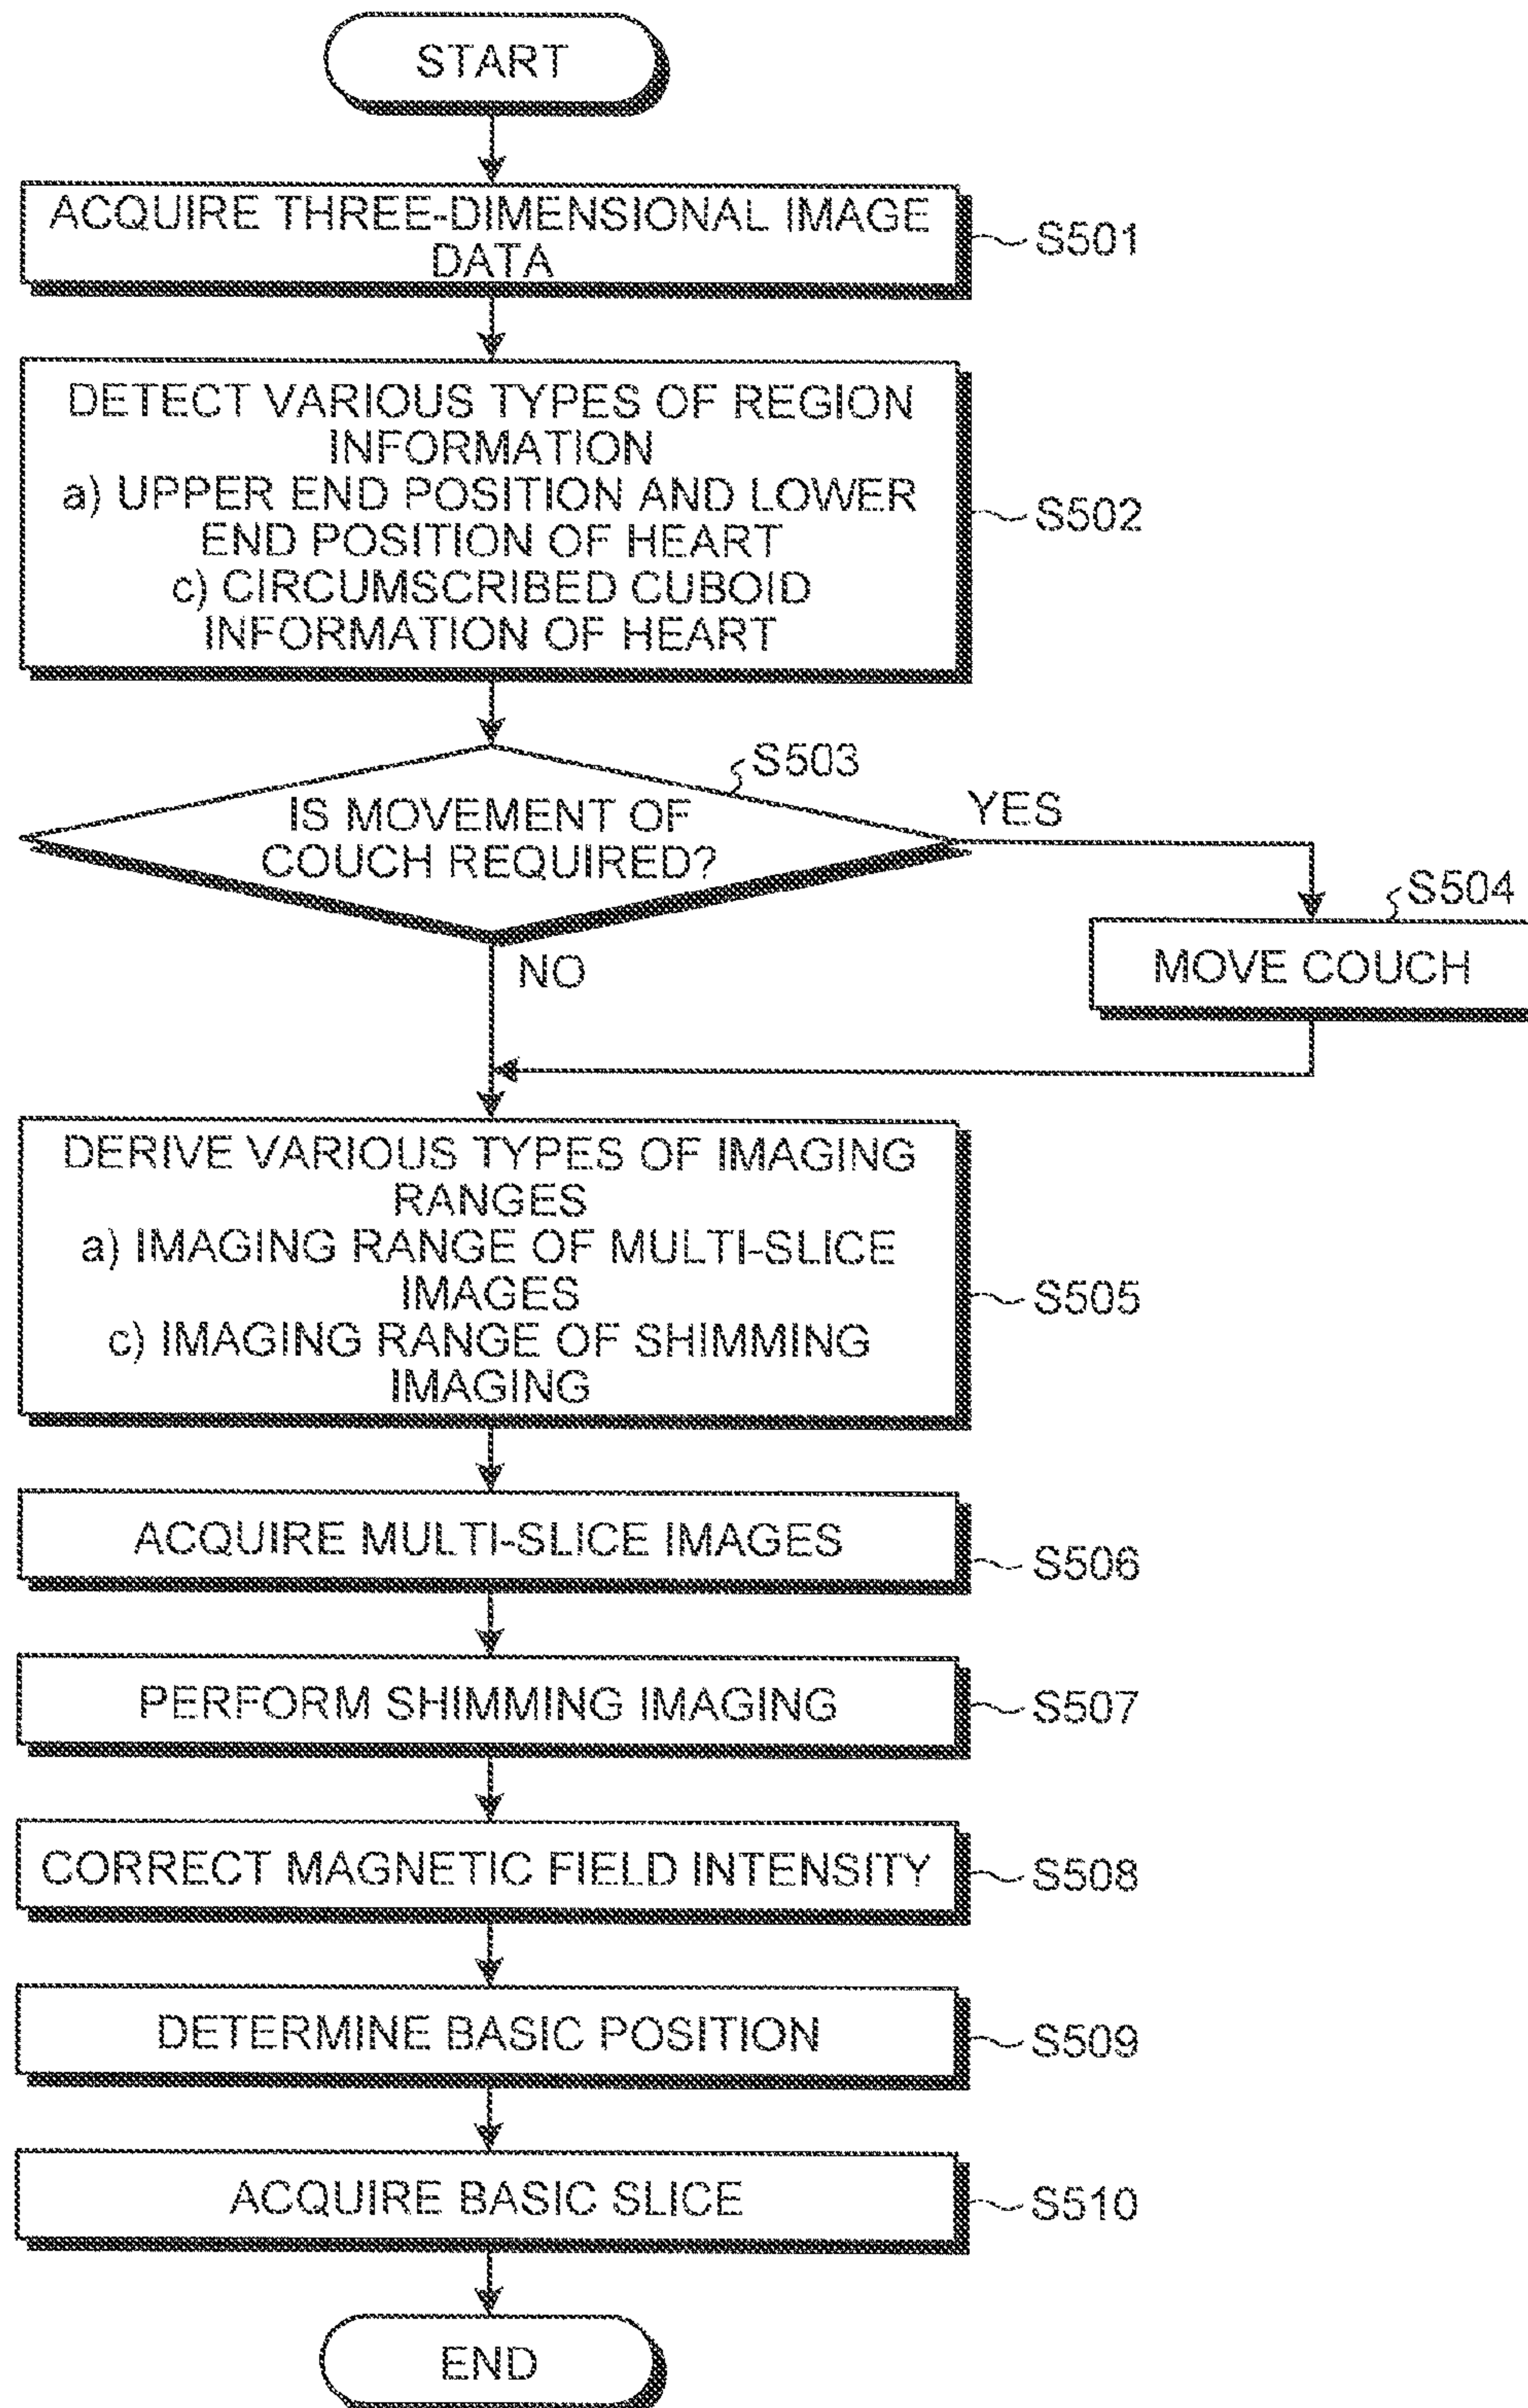 START
ACQUIRE THREE-DIMENSIONAL IMAGE
DATA
S501
DETECT VARIOUS TYPES OF REGION
INFORMATION
a) UPPER END POSITION AND LOWER
END POSITION OF HEART
c) CIRCUMSCRIBED CUBOID
INFORMATION OF HEART
S502
S503
IS MOVEMENT OF
COUCH REQUIRED?
YES
NO
S504
MOVE COUCH
DERIVE VARIOUS TYPES OF IMAGING
RANGES
a) IMAGING RANGE OF MULTI-SLICE
IMAGES
c) IMAGING RANGE OF SHIMMING
IMAGING
S505
ACQUIRE MULTI-SLICE IMAGES
S506
PERFORM SHIMMING IMAGING
S507
CORRECT MAGNETIC FIELD INTENSITY
S508
DETERMINE BASIC POSITION
S509
ACQUIRE BASIC SLICE
S510
END